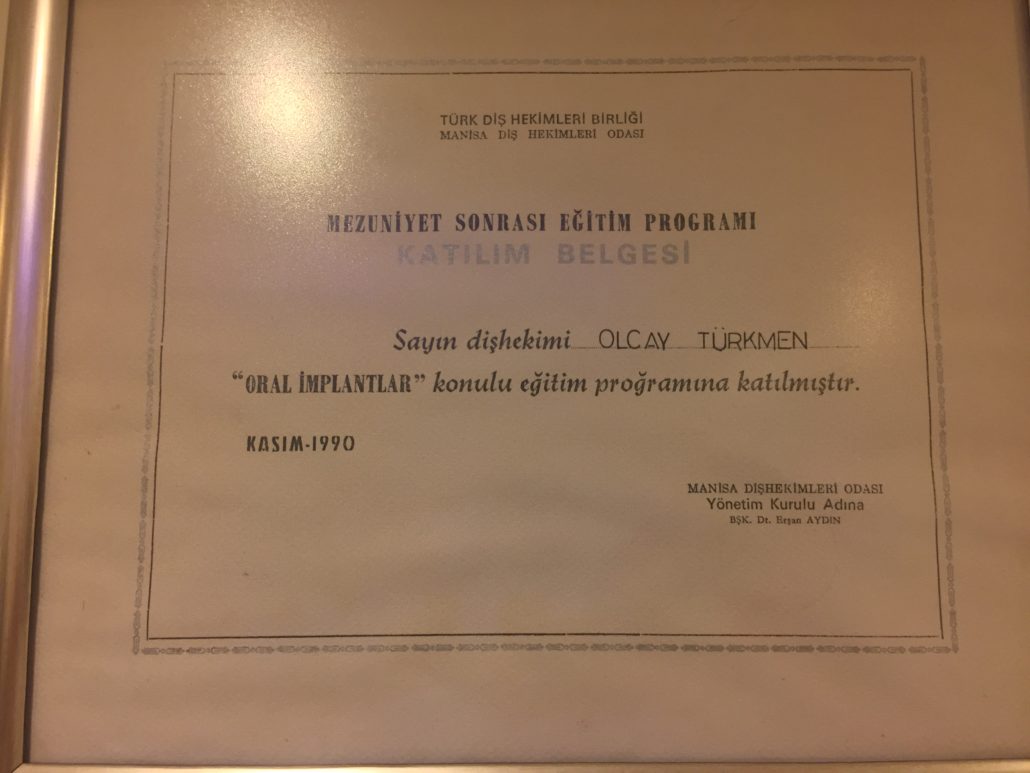 TÜRK DİŞ HEKİMLERİ BİRLİĞİ
MANİSA DİŞ HEKİMLERİ ODASI
MEZUNİYET SONRASI EĞİTİM PROGRAMI
KATILIM BELGESİ
Sayın dişhekimi OLCAY TÜRKMEN
“ORAL İMPLANTLAR” konulu eğitim proğramına katılmıştır.
KASIM-1990
MANİSA DİŞHEKİMLERİ ODASI
Yönetim Kurulu Adına
BŞK. Dt. Erşan AYDIN